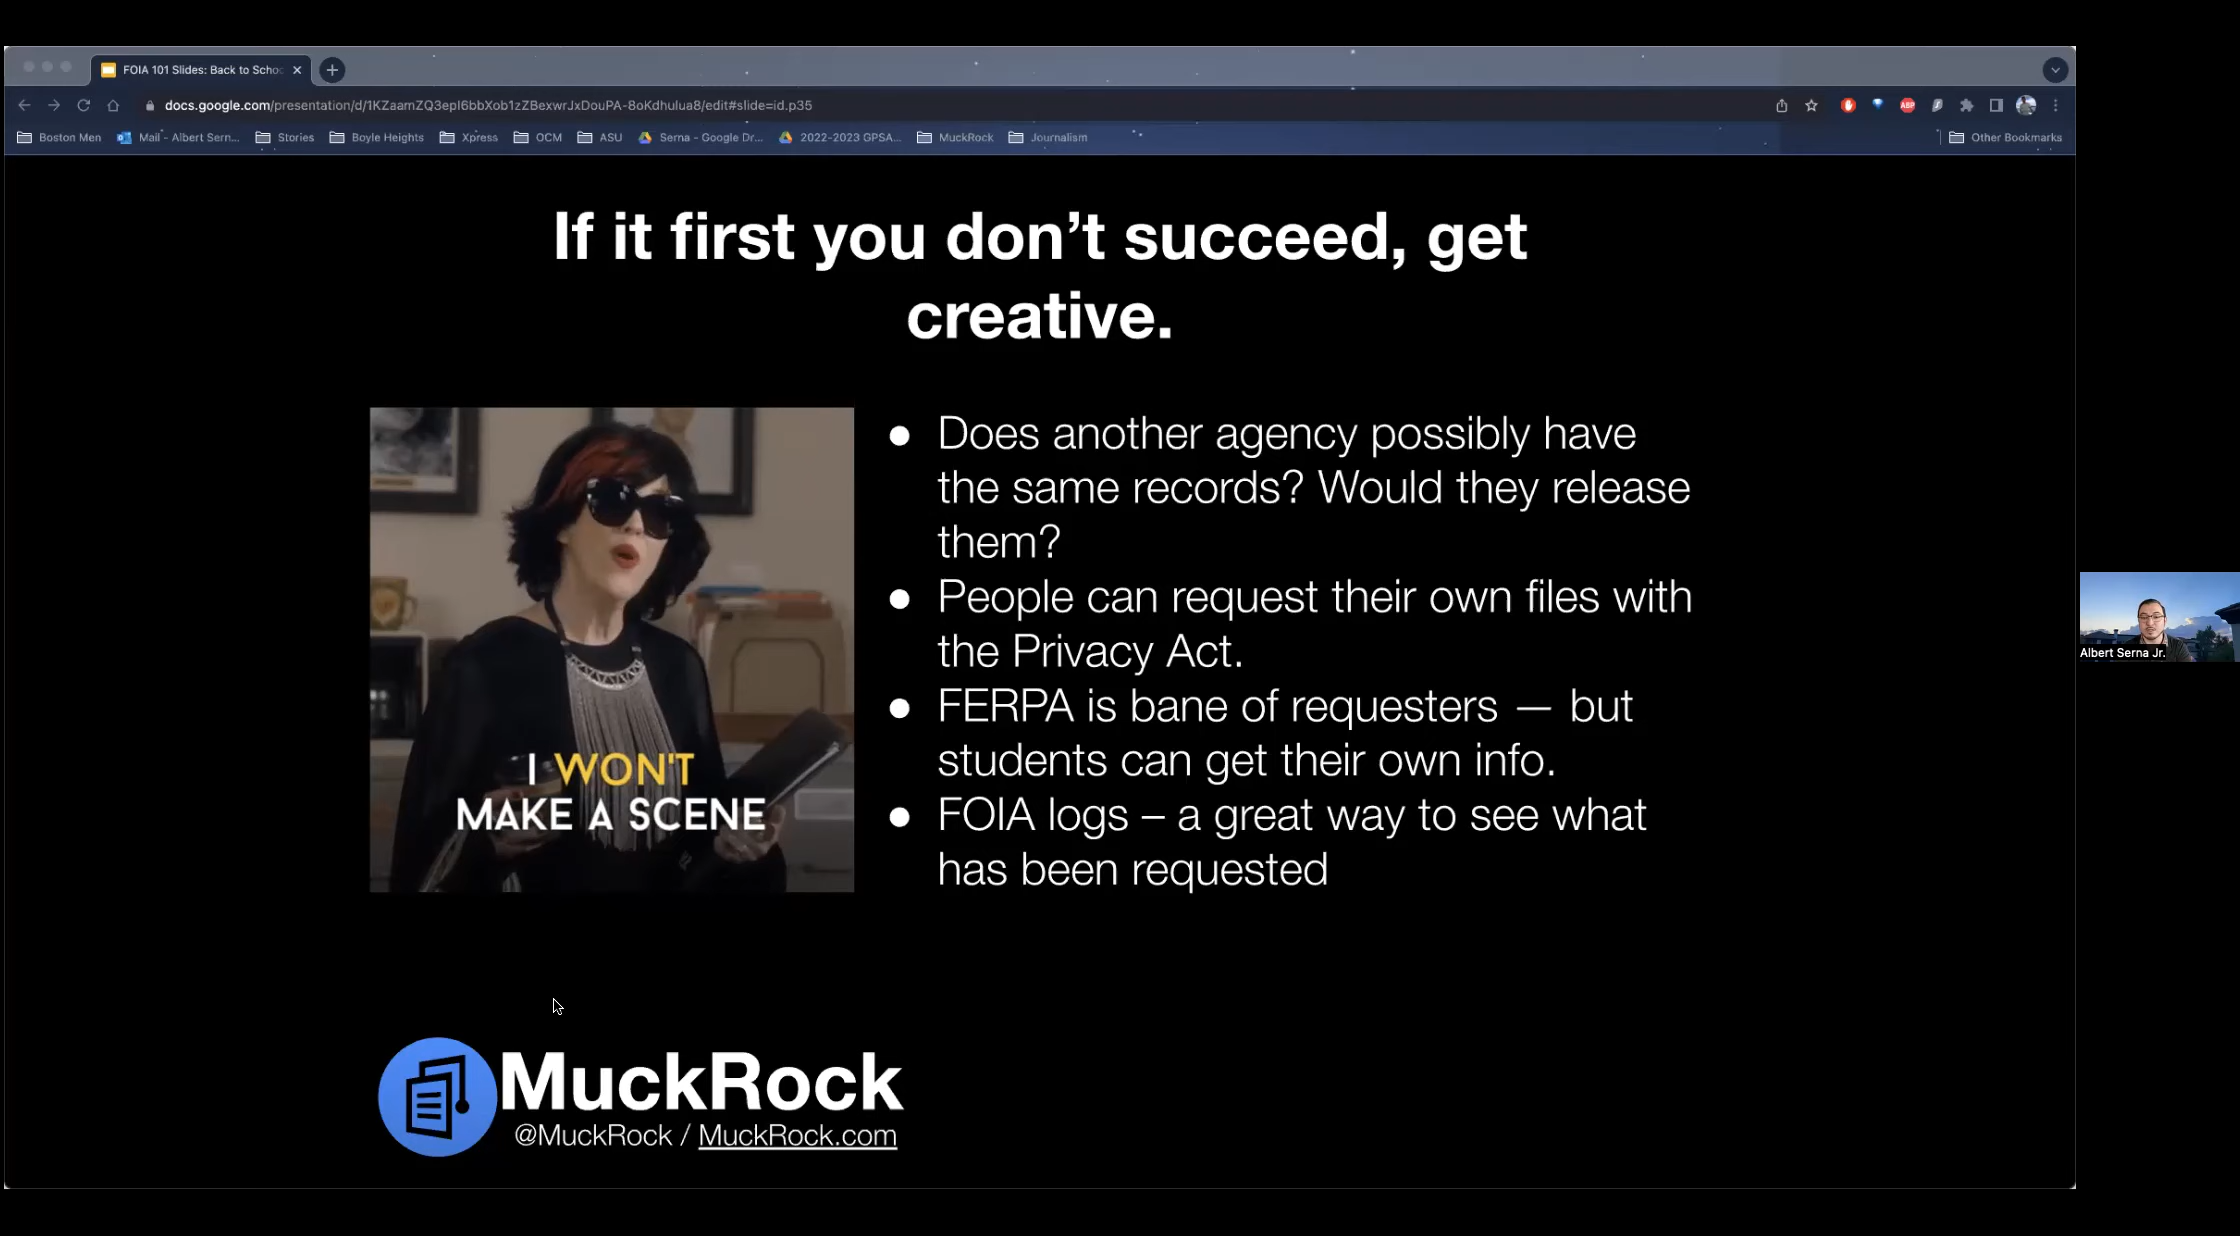 FOIA 101 Slides: Back to Schoo
docs.google.com/presentation/d/1KZaamZQ3epI6bbXob1zZBexwrJxDouPA-8oKdhulua8/edit#slide=id.p35
ABP
Boston Men Mail - Albert Sern... Stories Boyle Heights Xpress OCM ASU Serna - Google Dr... 2022-2023 GPSA... MuckRock Journalism Other Bookmarks
If it first you don’t succeed, get
creative.
I WON'T
MAKE A SCENE
● Does another agency possibly have
the same records? Would they release
them?
● People can request their own files with
the Privacy Act.
● FERPA is bane of requesters — but
students can get their own info.
● FOIA logs – a great way to see what
has been requested
Albert Serna Jr.
MuckRock
@MuckRock / MuckRock.com